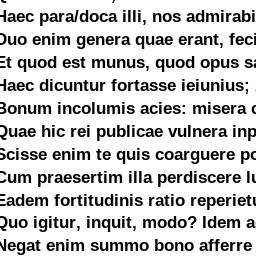 Haec para/doca illi, nos admirabi
Duo enim genera quae erant, feci
Et quod est munus, quod opus sa
Haec dicuntur fortasse ieiunius;
Bonum incolumis acies: misera c
Quae hic rei publicae vulnera inp
Scisse enim te quis coarguere po
Cum praesertim illa perdiscere lu
Eadem fortitudinis ratio reperietu
Quo igitur, inquit, modo? Idem a
Negat enim summo bono afferre